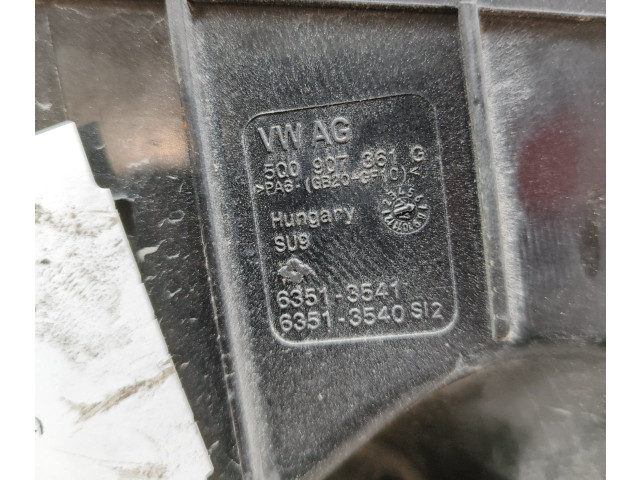 VW AG
5Q0 907 361 G
>PA6-(GB20+GF10)<
Hungary
SU9
6351-3541
6351-3540 SI2